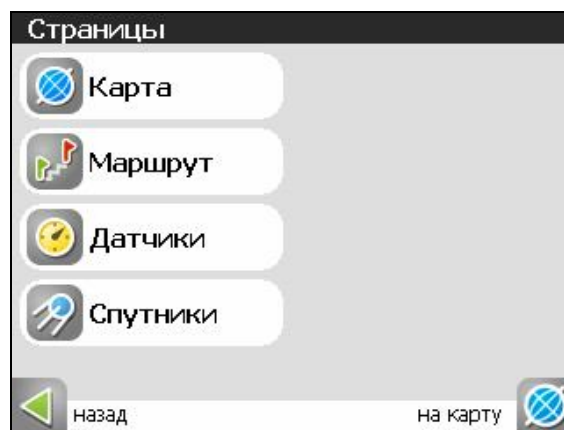 Страницы
Карта
Маршрут
Датчики
Спутники
назад
на карту